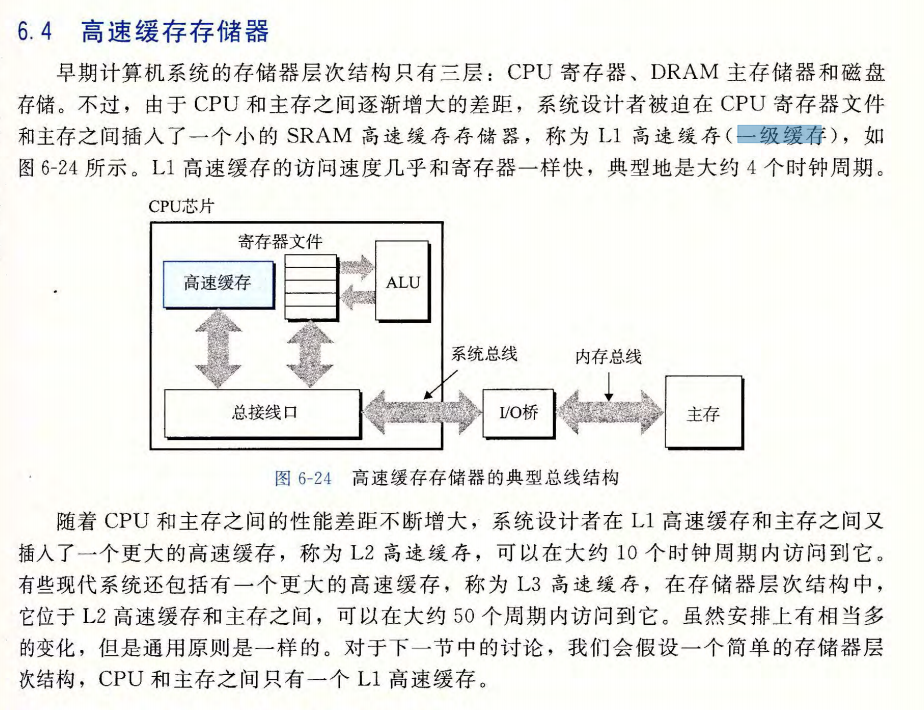 6.4 高速缓存存储器
早期计算机系统的存储器层次结构只有三层：CPU 寄存器、DRAM 主存储器和磁盘
存储。不过，由于 CPU 和主存之间逐渐增大的差距，系统设计者被迫在 CPU 寄存器文件
和主存之间插入了一个小的 SRAM 高速缓存存储器，称为 L1 高速缓存(一级缓存)，如
图 6-24 所示。L1 高速缓存的访问速度几乎和寄存器一样快，典型地是大约 4 个时钟周期。
CPU芯片
寄存器文件
高速缓存
ALU
系统总线
内存总线
总接线口
I/O桥
主存
图 6-24 高速缓存存储器的典型总线结构
随着 CPU 和主存之间的性能差距不断增大，系统设计者在 L1 高速缓存和主存之间又
插入了一个更大的高速缓存，称为 L2 高速缓存，可以在大约 10 个时钟周期内访问到它。
有些现代系统还包括有一个更大的高速缓存，称为 L3 高速缓存，在存储器层次结构中，
它位于 L2 高速缓存和主存之间，可以在大约 50 个周期内访问到它。虽然安排上有相当多
的变化，但是通用原则是一样的。对于下一节中的讨论，我们会假设一个简单的存储器层
次结构，CPU 和主存之间只有一个 L1 高速缓存。